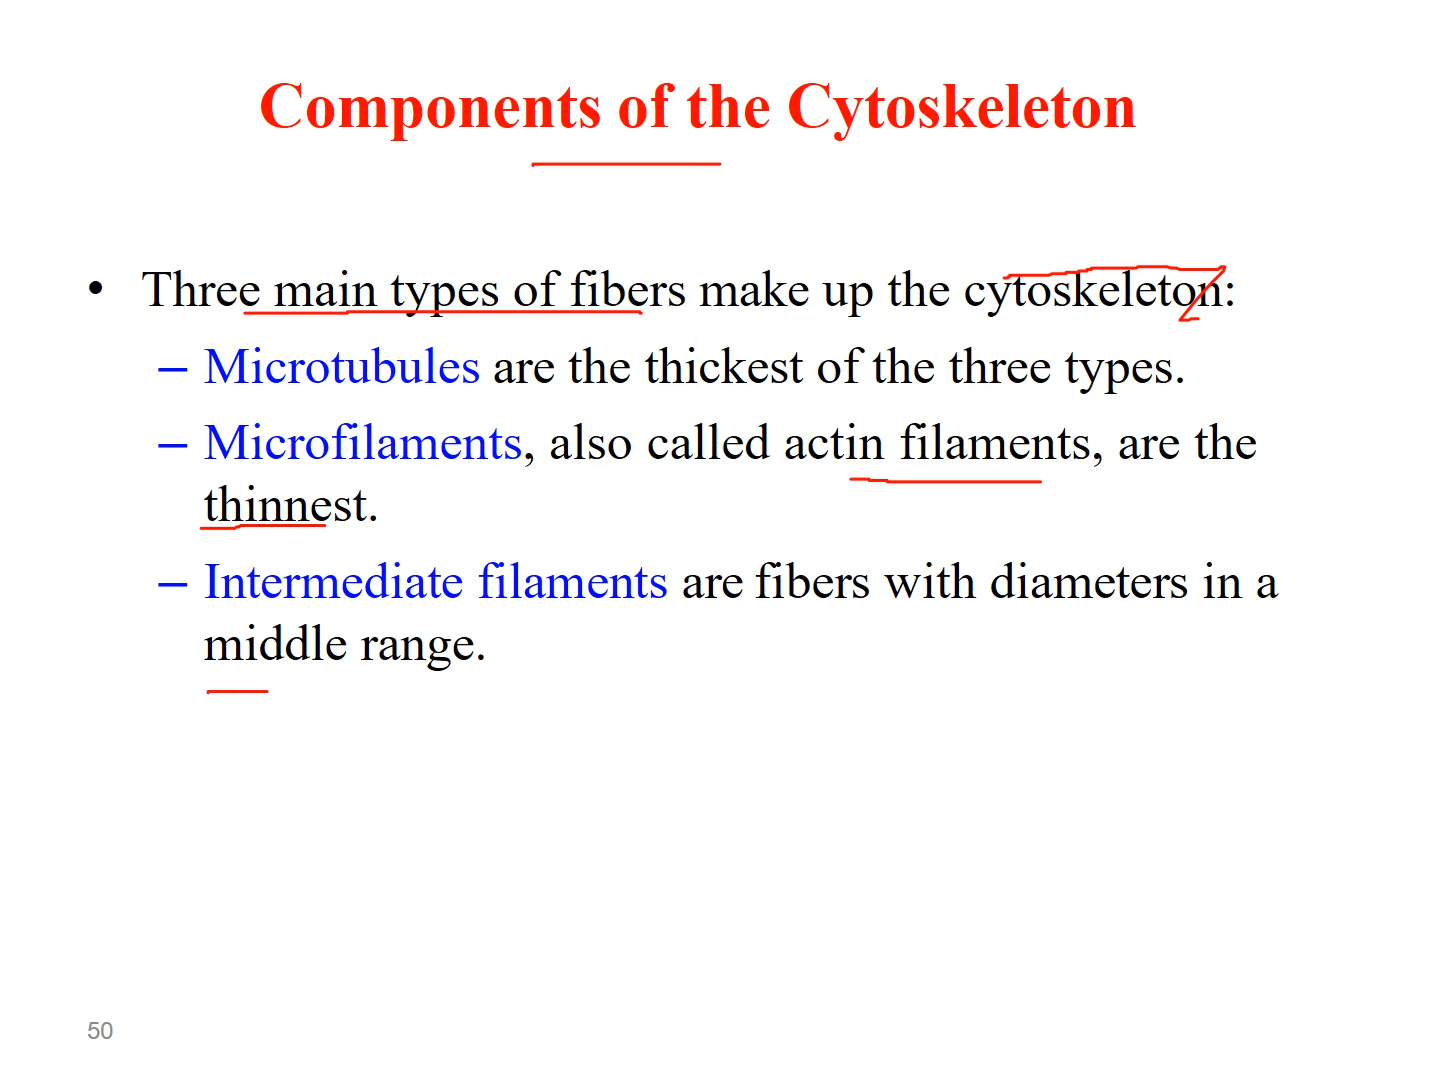 Components of the Cytoskeleton
• Three main types of fibers make up the cytoskeleton:
– Microtubules are the thickest of the three types.
– Microfilaments, also called actin filaments, are the
thinnest.
– Intermediate filaments are fibers with diameters in a
middle range.
50